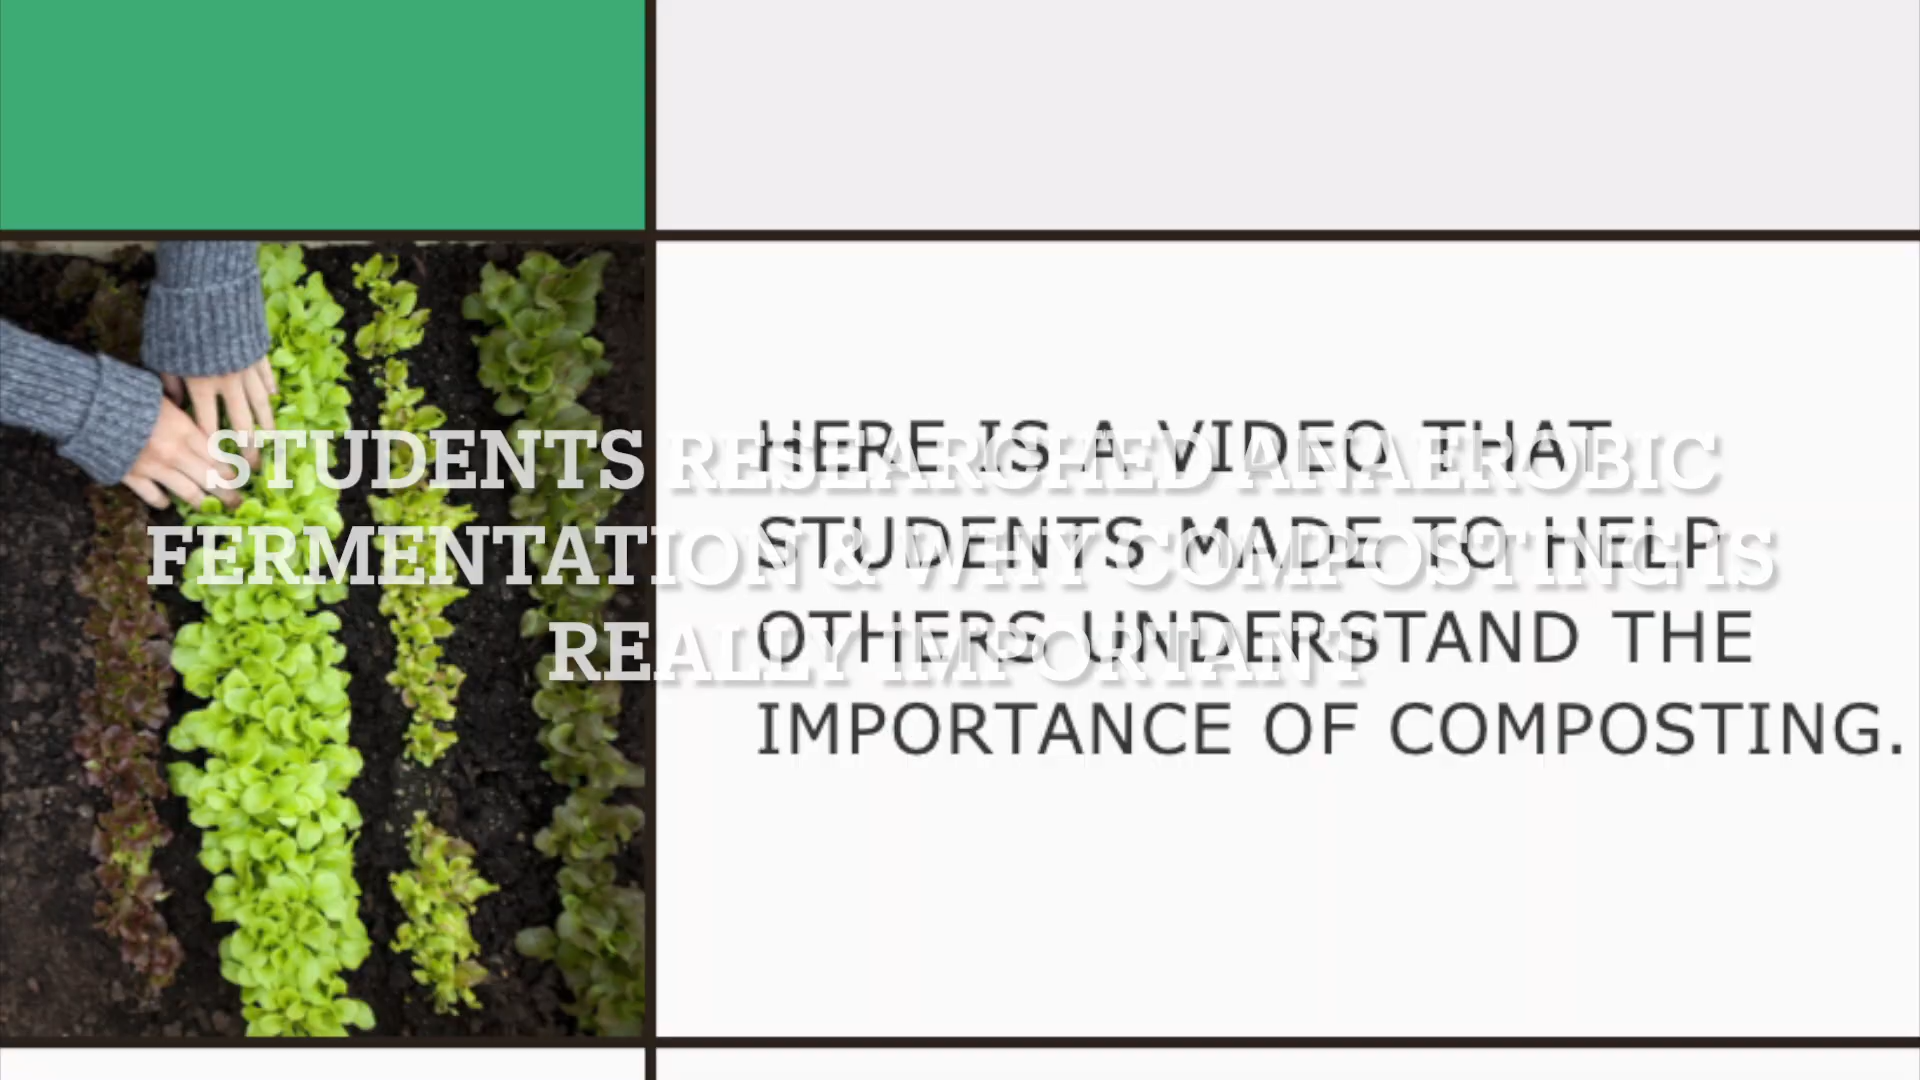 STUDENTS RESEARCHED ANAEROBIC
FERMENTATION & WHY COMPOSTING IS
REALLY IMPORTANT
HERE IS A VIDEO THAT
STUDENTS MADE TO HELP
OTHERS UNDERSTAND THE
IMPORTANCE OF COMPOSTING.